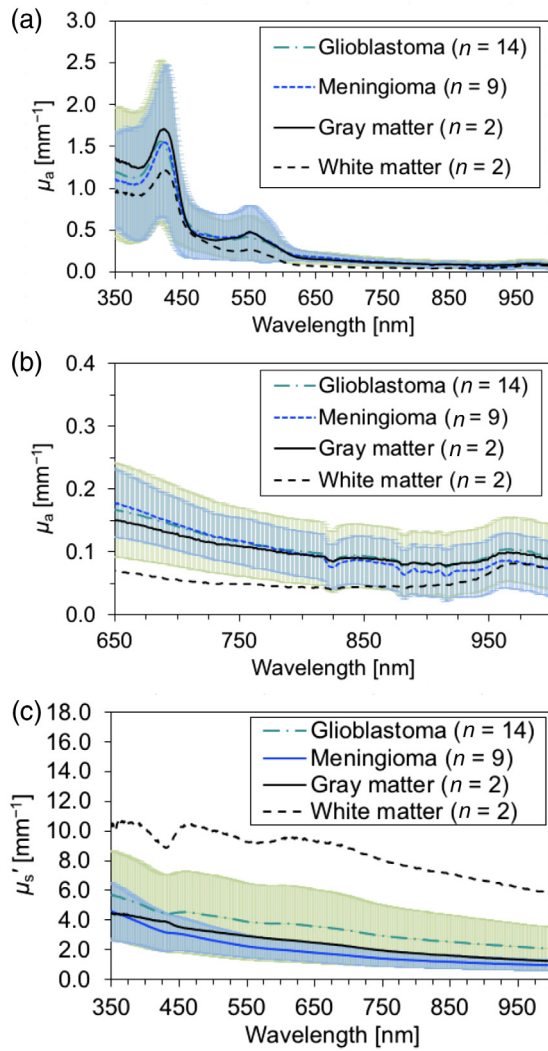 (a)
3.0
2.5
2.0
1.5
1.0
0.5
0.0
μa [mm⁻¹]
Glioblastoma (n = 14)
Meningioma (n = 9)
Gray matter (n = 2)
White matter (n = 2)
350 450 550 650 750 850 950
Wavelength [nm]
(b)
0.4
0.3
0.2
0.1
0.0
μa [mm⁻¹]
Glioblastoma (n = 14)
Meningioma (n = 9)
Gray matter (n = 2)
White matter (n = 2)
650 750 850 950
Wavelength [nm]
(c)
18.0
16.0
14.0
12.0
10.0
8.0
6.0
4.0
2.0
0.0
μs' [mm⁻¹]
Glioblastoma (n = 14)
Meningioma (n = 9)
Gray matter (n = 2)
White matter (n = 2)
350 450 550 650 750 850 950
Wavelength [nm]